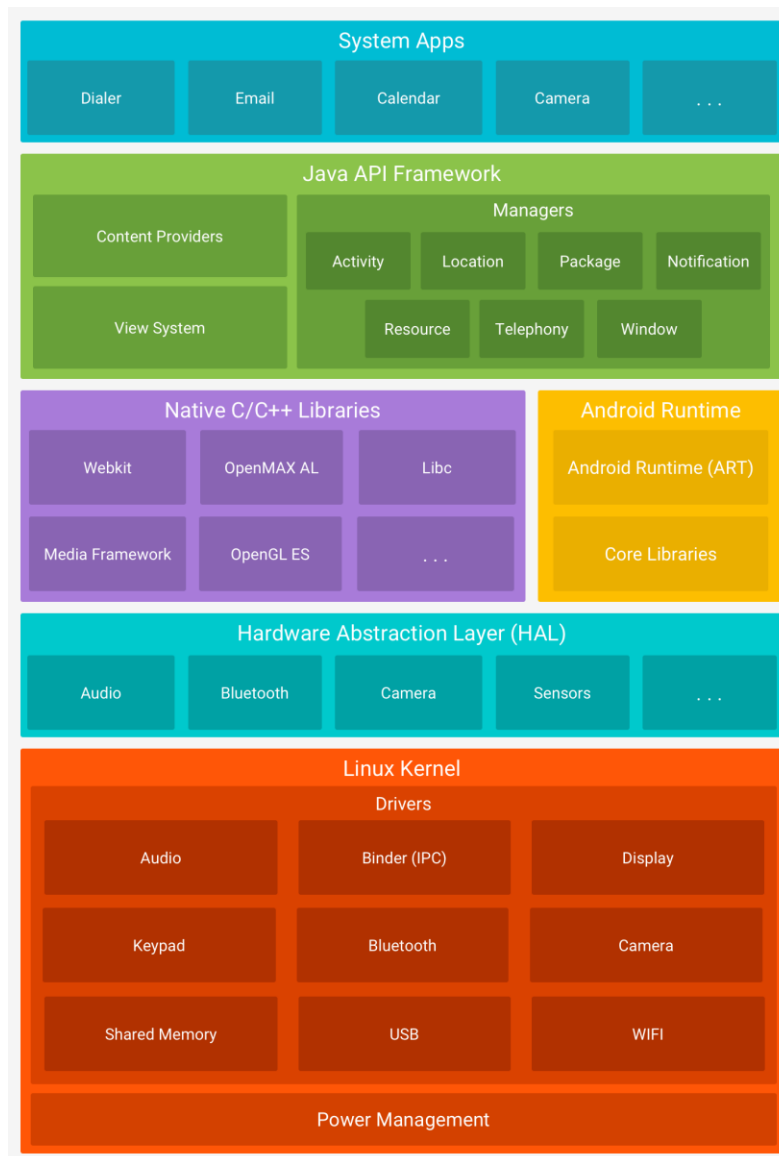 System Apps
Dialer
Email
Calendar
Camera
. . .
Java API Framework
Content Providers
View System
Managers
Activity
Location
Package
Notification
Resource
Telephony
Window
Native C/C++ Libraries
Webkit
OpenMAX AL
Libc
Media Framework
OpenGL ES
. . .
Android Runtime
Android Runtime (ART)
Core Libraries
Hardware Abstraction Layer (HAL)
Audio
Bluetooth
Camera
Sensors
. . .
Linux Kernel
Drivers
Audio
Binder (IPC)
Display
Keypad
Bluetooth
Camera
Shared Memory
USB
WIFI
Power Management